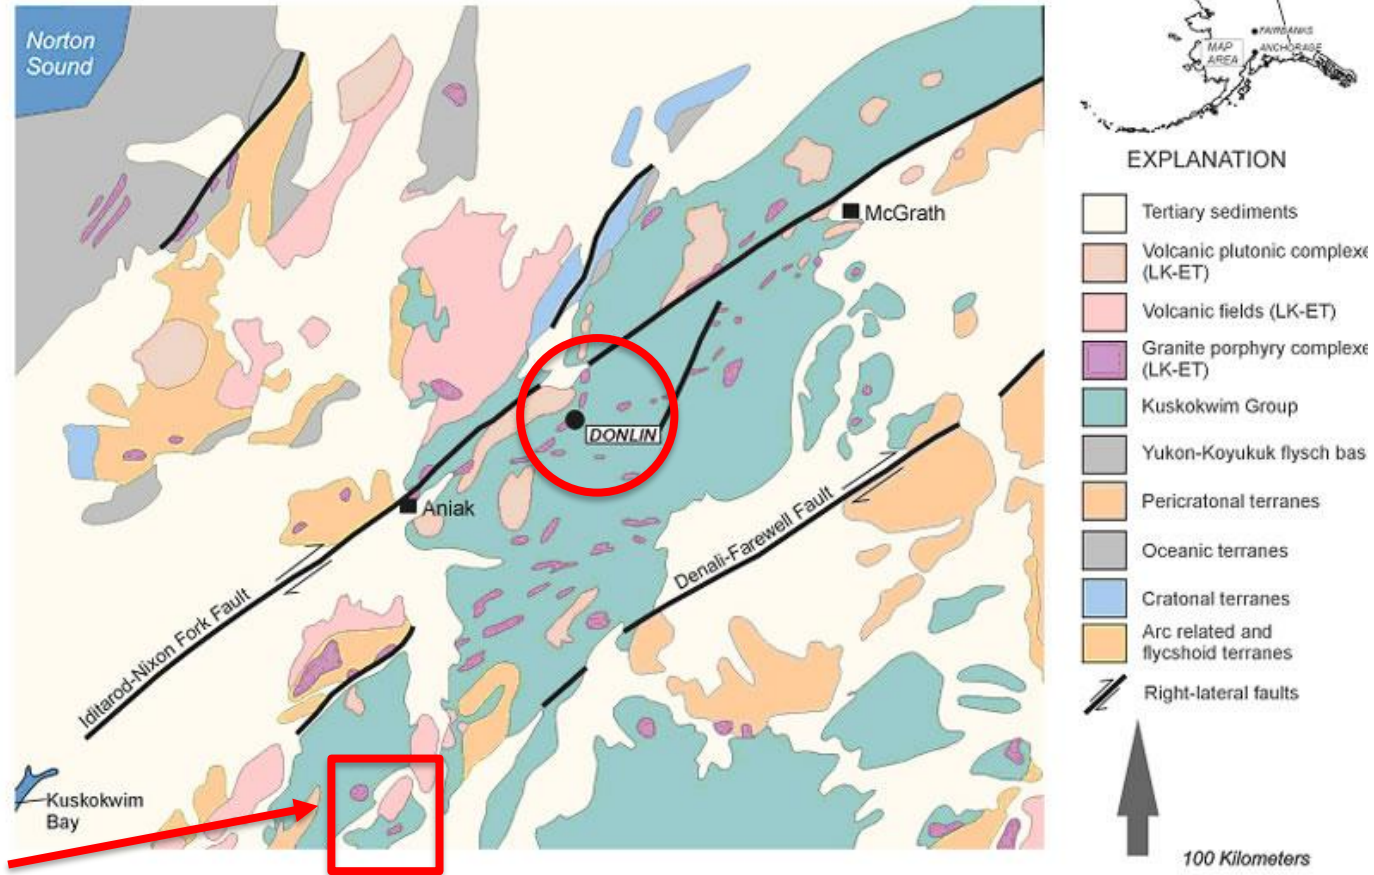 Norton
Sound
McGrath
DONLIN
Aniak
Iditarod-Nixon Fork Fault
Denali-Farewell Fault
Kuskokwim
Bay
FAIRBANKS
MAP
AREA
ANCHORAGE
EXPLANATION
Tertiary sediments
Volcanic plutonic complexe
(LK-ET)
Volcanic fields (LK-ET)
Granite porphyry complexe
(LK-ET)
Kuskokwim Group
Yukon-Koyukuk flysch bas
Pericratonal terranes
Oceanic terranes
Cratonal terranes
Arc related and
flycshoid terranes
Right-lateral faults
100 Kilometers